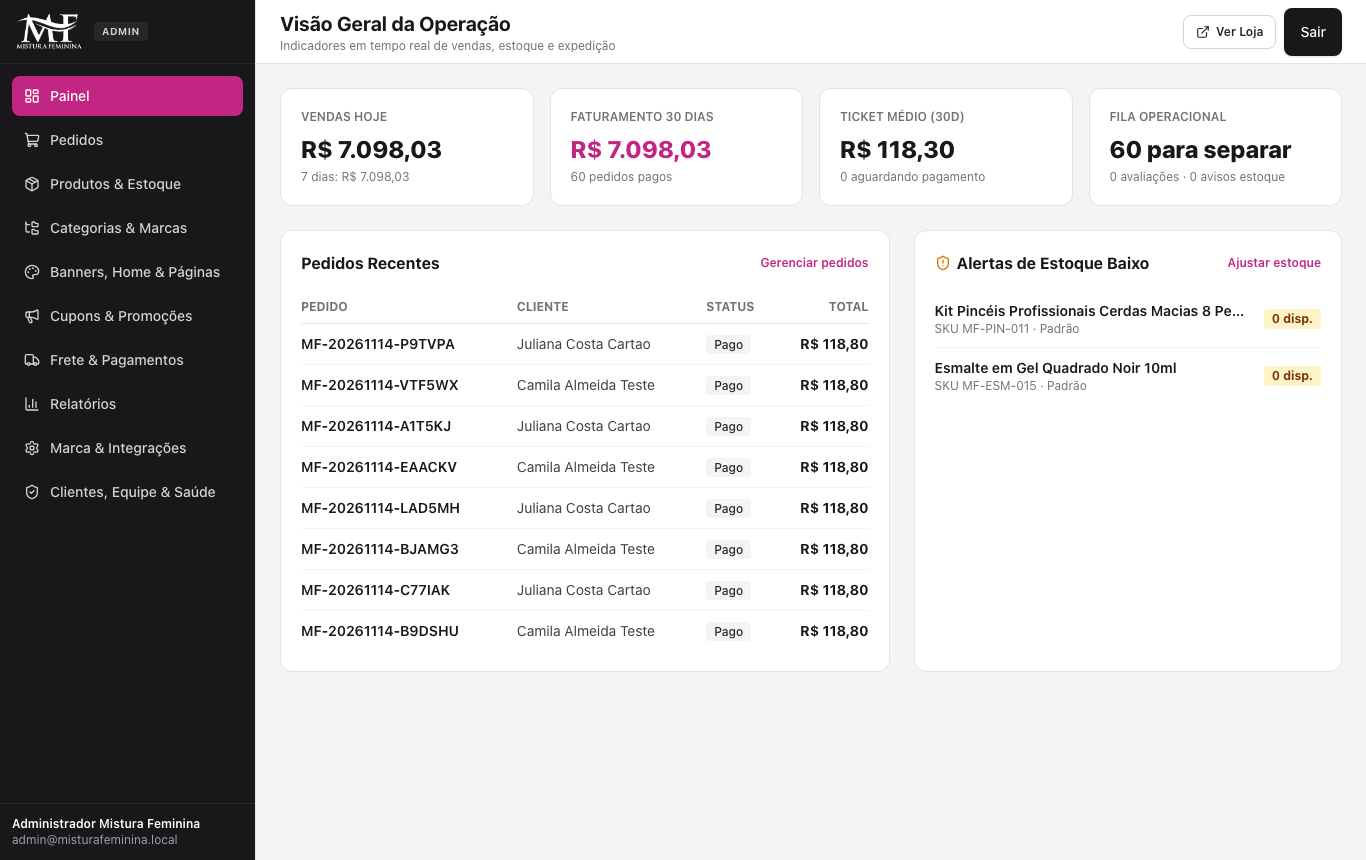 MF
MISTURA FEMININA
ADMIN
Painel
Pedidos
Produtos & Estoque
Categorias & Marcas
Banners, Home & Páginas
Cupons & Promoções
Frete & Pagamentos
Relatórios
Marca & Integrações
Clientes, Equipe & Saúde
Administrador Mistura Feminina
admin@misturafeminina.local
Visão Geral da Operação
Indicadores em tempo real de vendas, estoque e expedição
Ver Loja
Sair
VENDAS HOJE
R$ 7.098,03
7 dias: R$ 7.098,03
FATURAMENTO 30 DIAS
R$ 7.098,03
60 pedidos pagos
TICKET MÉDIO (30D)
R$ 118,30
0 aguardando pagamento
FILA OPERACIONAL
60 para separar
0 avaliações · 0 avisos estoque
Pedidos Recentes
Gerenciar pedidos
PEDIDO CLIENTE STATUS TOTAL
MF-20261114-P9TVPA Juliana Costa Cartao Pago R$ 118,80
MF-20261114-VTF5WX Camila Almeida Teste Pago R$ 118,80
MF-20261114-A1T5KJ Juliana Costa Cartao Pago R$ 118,80
MF-20261114-EAACKV Camila Almeida Teste Pago R$ 118,80
MF-20261114-LAD5MH Juliana Costa Cartao Pago R$ 118,80
MF-20261114-BJAMG3 Camila Almeida Teste Pago R$ 118,80
MF-20261114-C77IAK Juliana Costa Cartao Pago R$ 118,80
MF-20261114-B9DSHU Camila Almeida Teste Pago R$ 118,80
Alertas de Estoque Baixo
Ajustar estoque
Kit Pincéis Profissionais Cerdas Macias 8 Pe...
SKU MF-PIN-011 · Padrão
0 disp.
Esmalte em Gel Quadrado Noir 10ml
SKU MF-ESM-015 · Padrão
0 disp.